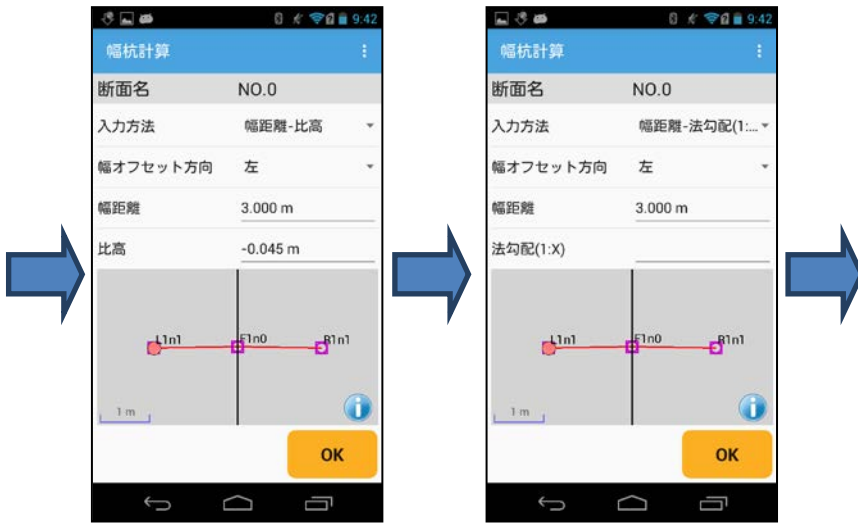 9:42
幅杭計算
断面名 NO.0
入力方法 幅距離-比高
幅オフセット方向 左
幅距離 3.000 m
比高 -0.045 m
L1n1 F1n0 R1n1
1 m
OK
9:42
幅杭計算
断面名 NO.0
入力方法 幅距離-法勾配(1:...
幅オフセット方向 左
幅距離 3.000 m
法勾配(1:X)
L1n1 F1n0 R1n1
1 m
OK